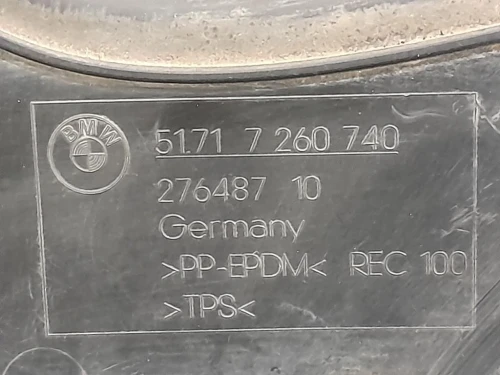 BMW
51.71 7 260 740
276487 10
Germany
>PP-EPDM< REC 100
>TPS<